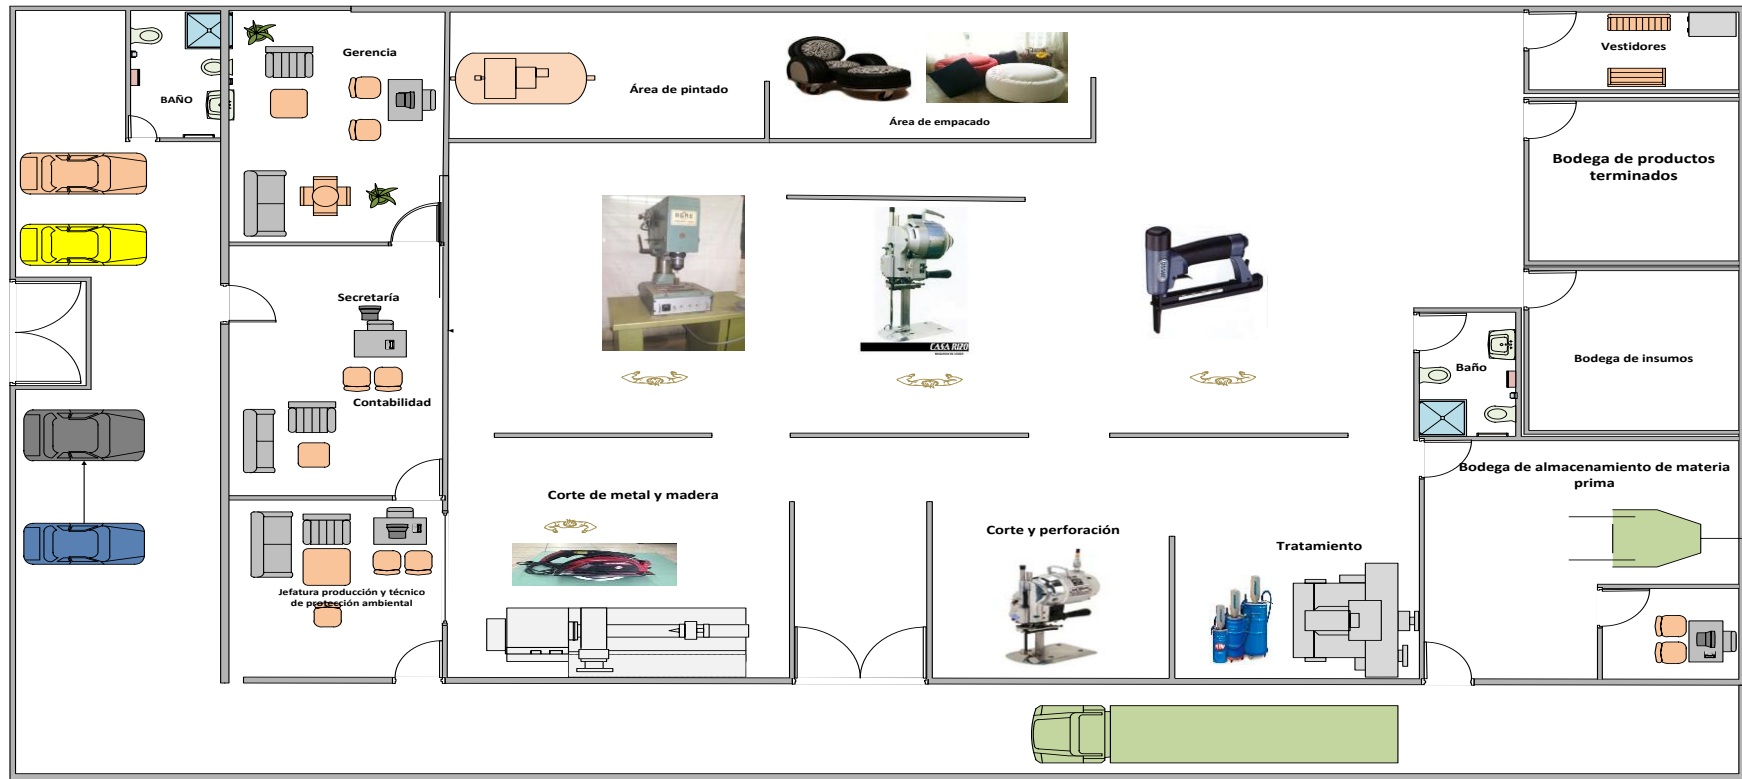 Gerencia
BAÑO
Área de pintado
Área de empacado
Vestidores
Bodega de productos
terminados
Secretaría
Contabilidad
CASA RIZO
Baño
Bodega de insumos
Corte de metal y madera
Corte y perforación
Tratamiento
Bodega de almacenamiento de materia
prima
Jefatura producción y técnico
de protección ambiental